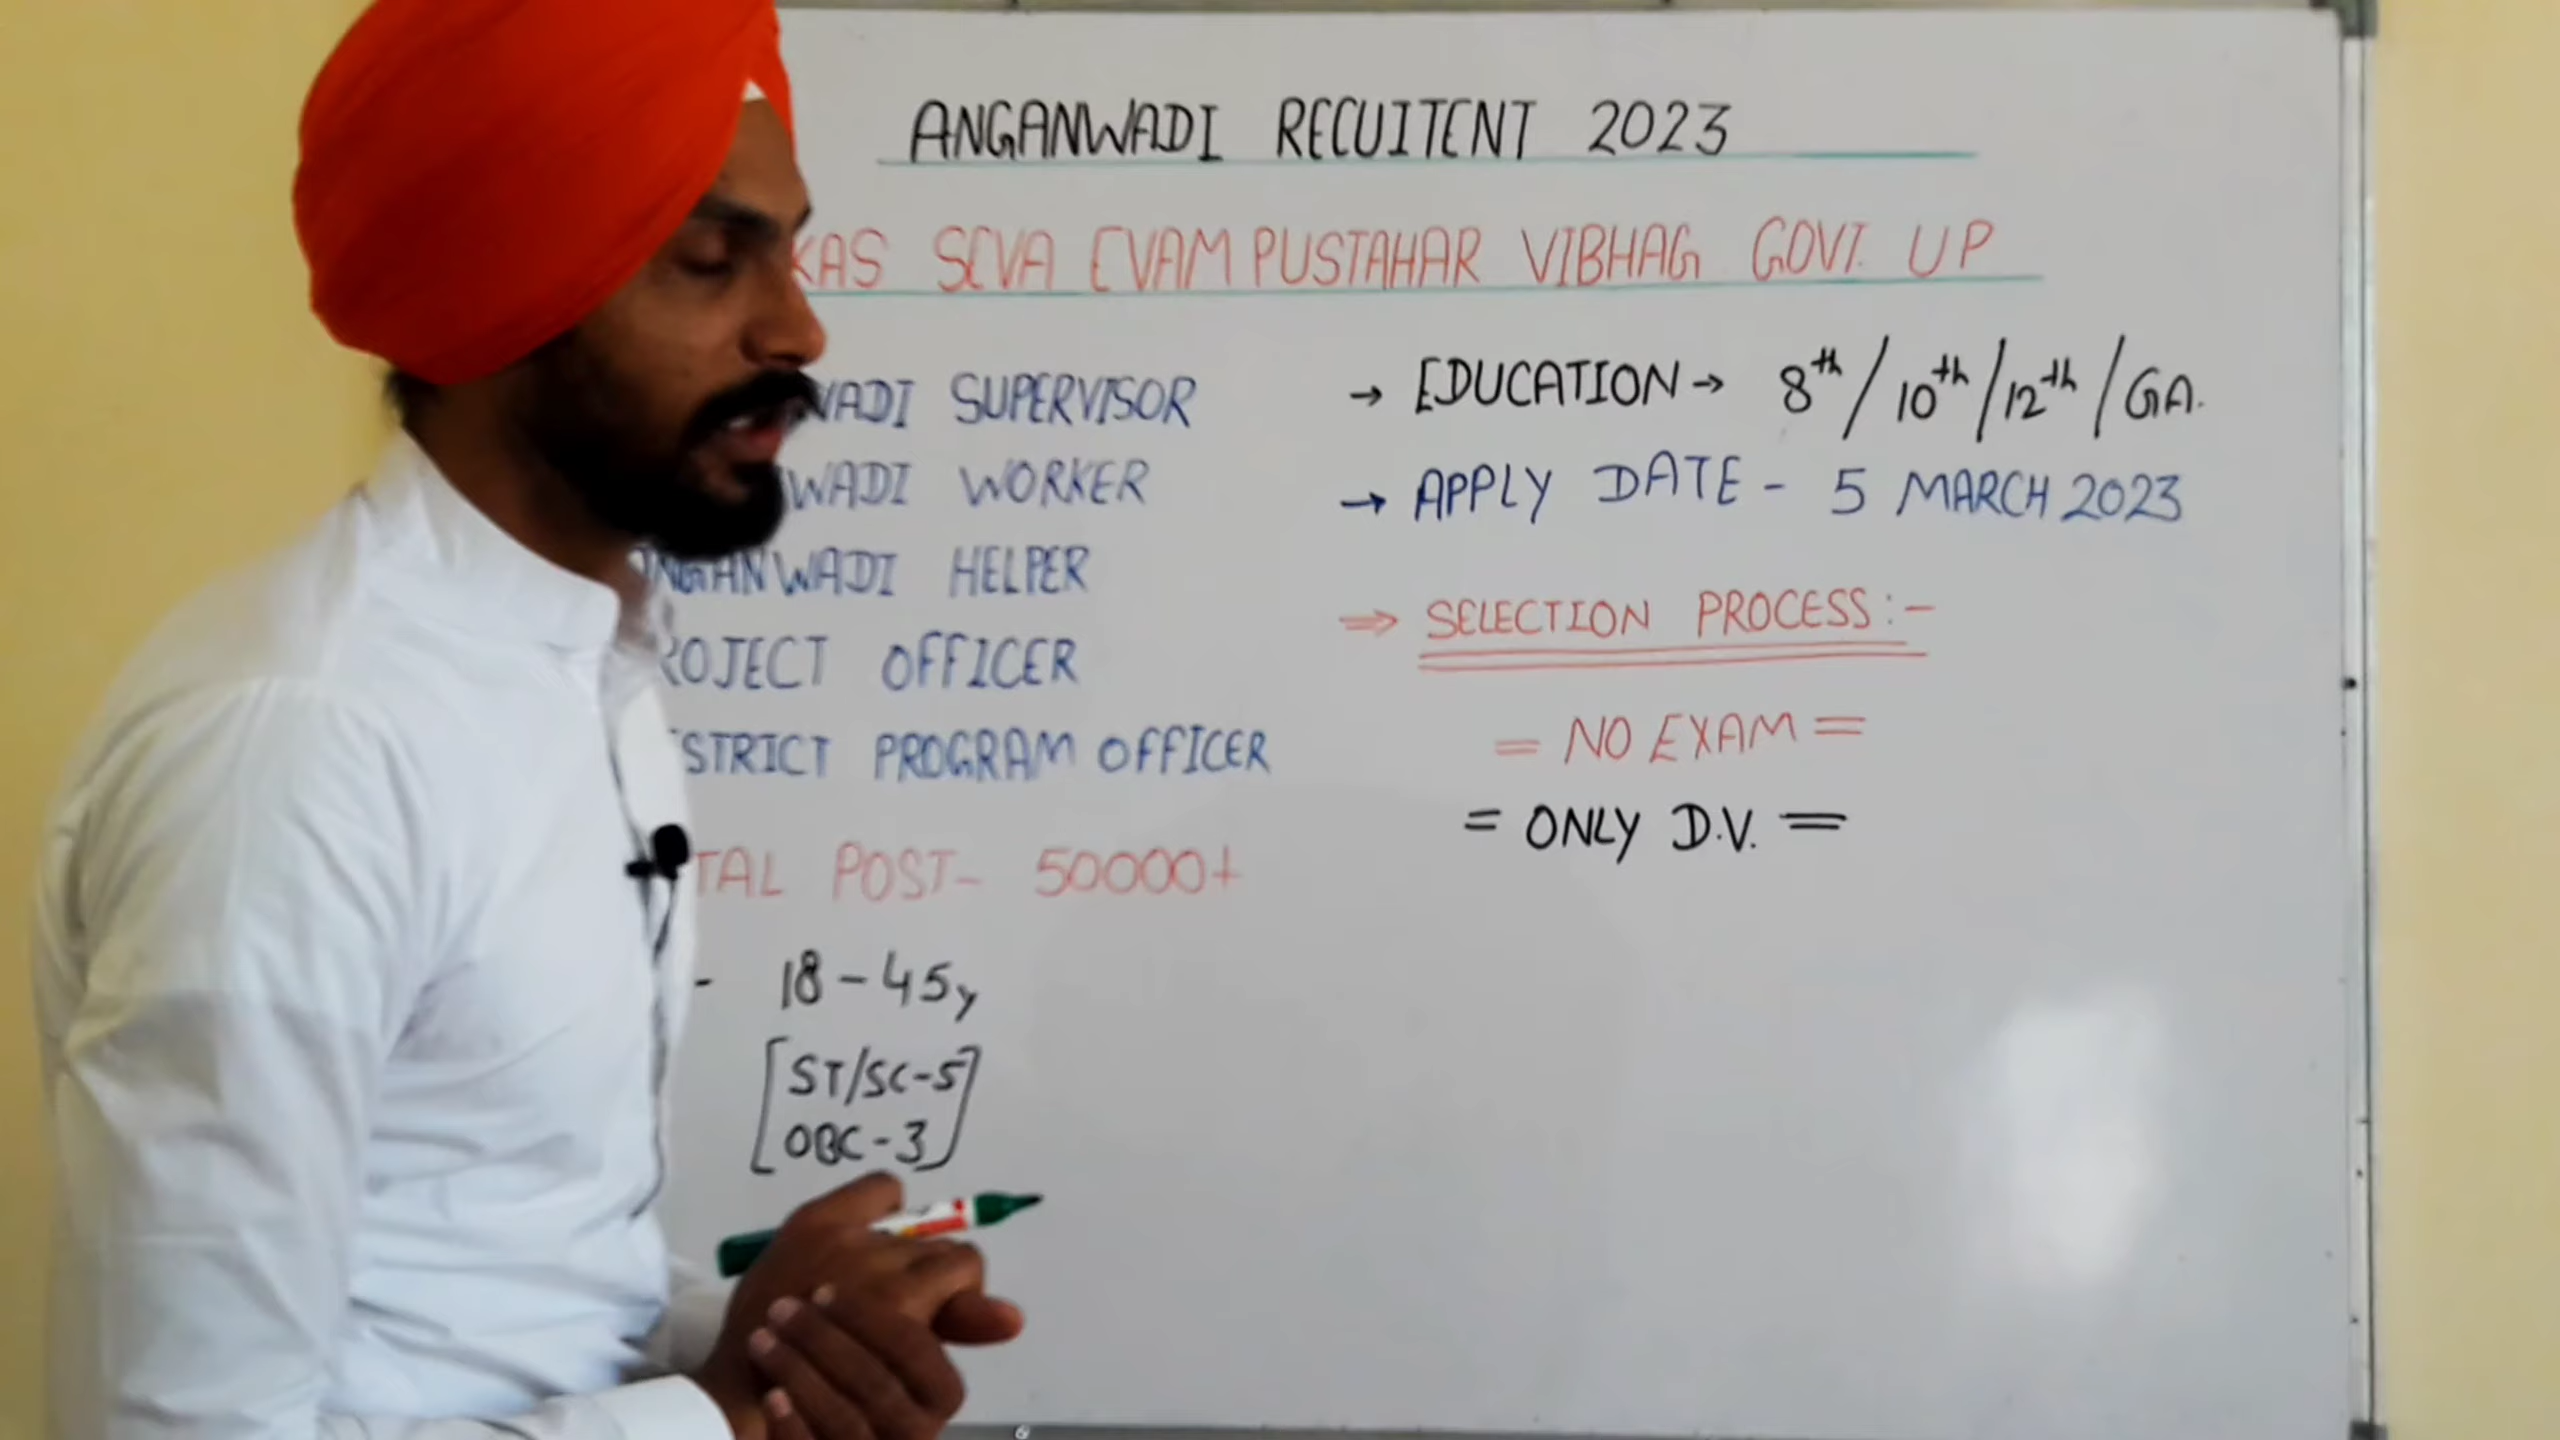 ANGANWADI RECUITENT 2023
KAS SEVA EVAM PUSTAHAR VIBHAG GOVT. UP
WADI SUPERVISOR
WADI WORKER
ANGANWADI HELPER
ROJECT OFFICER
STRICT PROGRAM OFFICER
TAL POST- 50000+
- 18-45y
[ST/SC-5]
[OBC-3]
→ EDUCATION → 8th/10th/12th/GA.
→ APPLY DATE - 5 MARCH 2023
⇒ SELECTION PROCESS:-
= NO EXAM =
= ONLY D.V. =